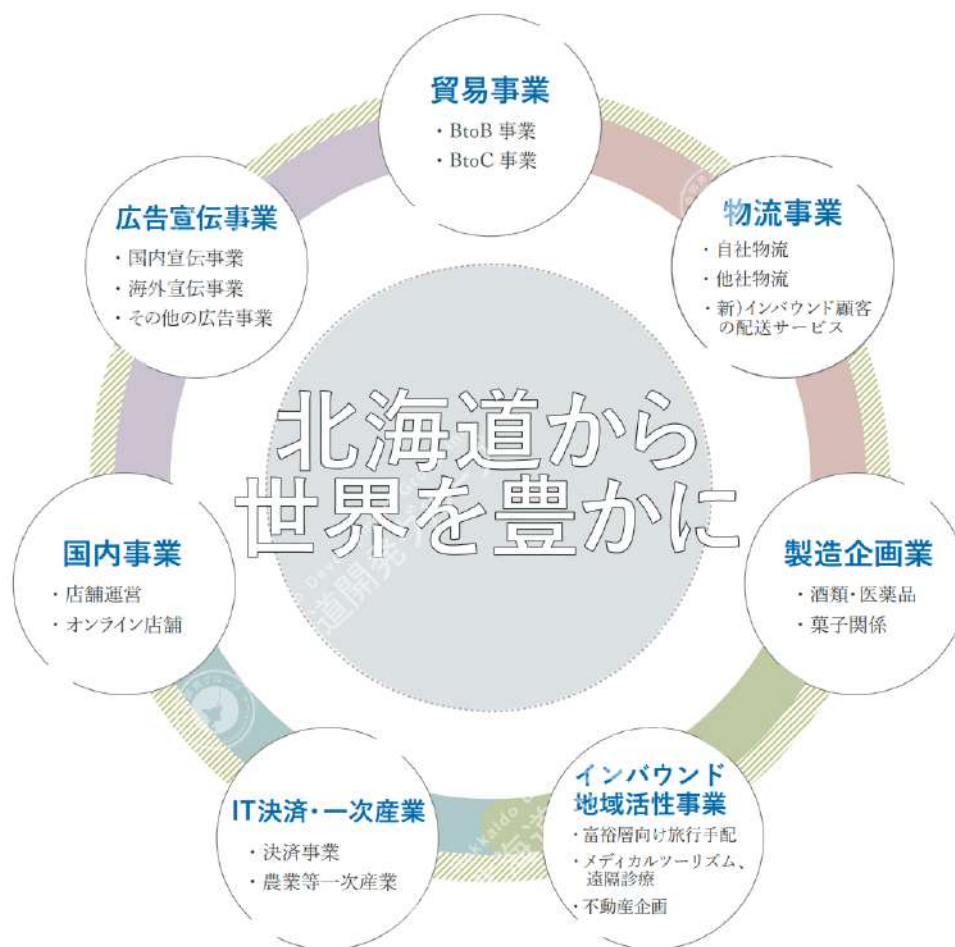 貿易事業
・BtoB 事業
・BtoC 事業
広告宣伝事業
・国内宣伝事業
・海外宣伝事業
・その他の広告事業
物流事業
・自社物流
・他社物流
・新)インバウンド顧客
の配送サービス
北海道から
世界を豊かに
国内事業
・店舗運営
・オンライン店舗
製造企画業
・酒類・医薬品
・菓子関係
IT決済・一次産業
・決済事業
・農業等一次産業
インバウンド
地域活性事業
・富裕層向け旅行手配
・メディカルツーリズム、
遠隔診療
・不動産企画